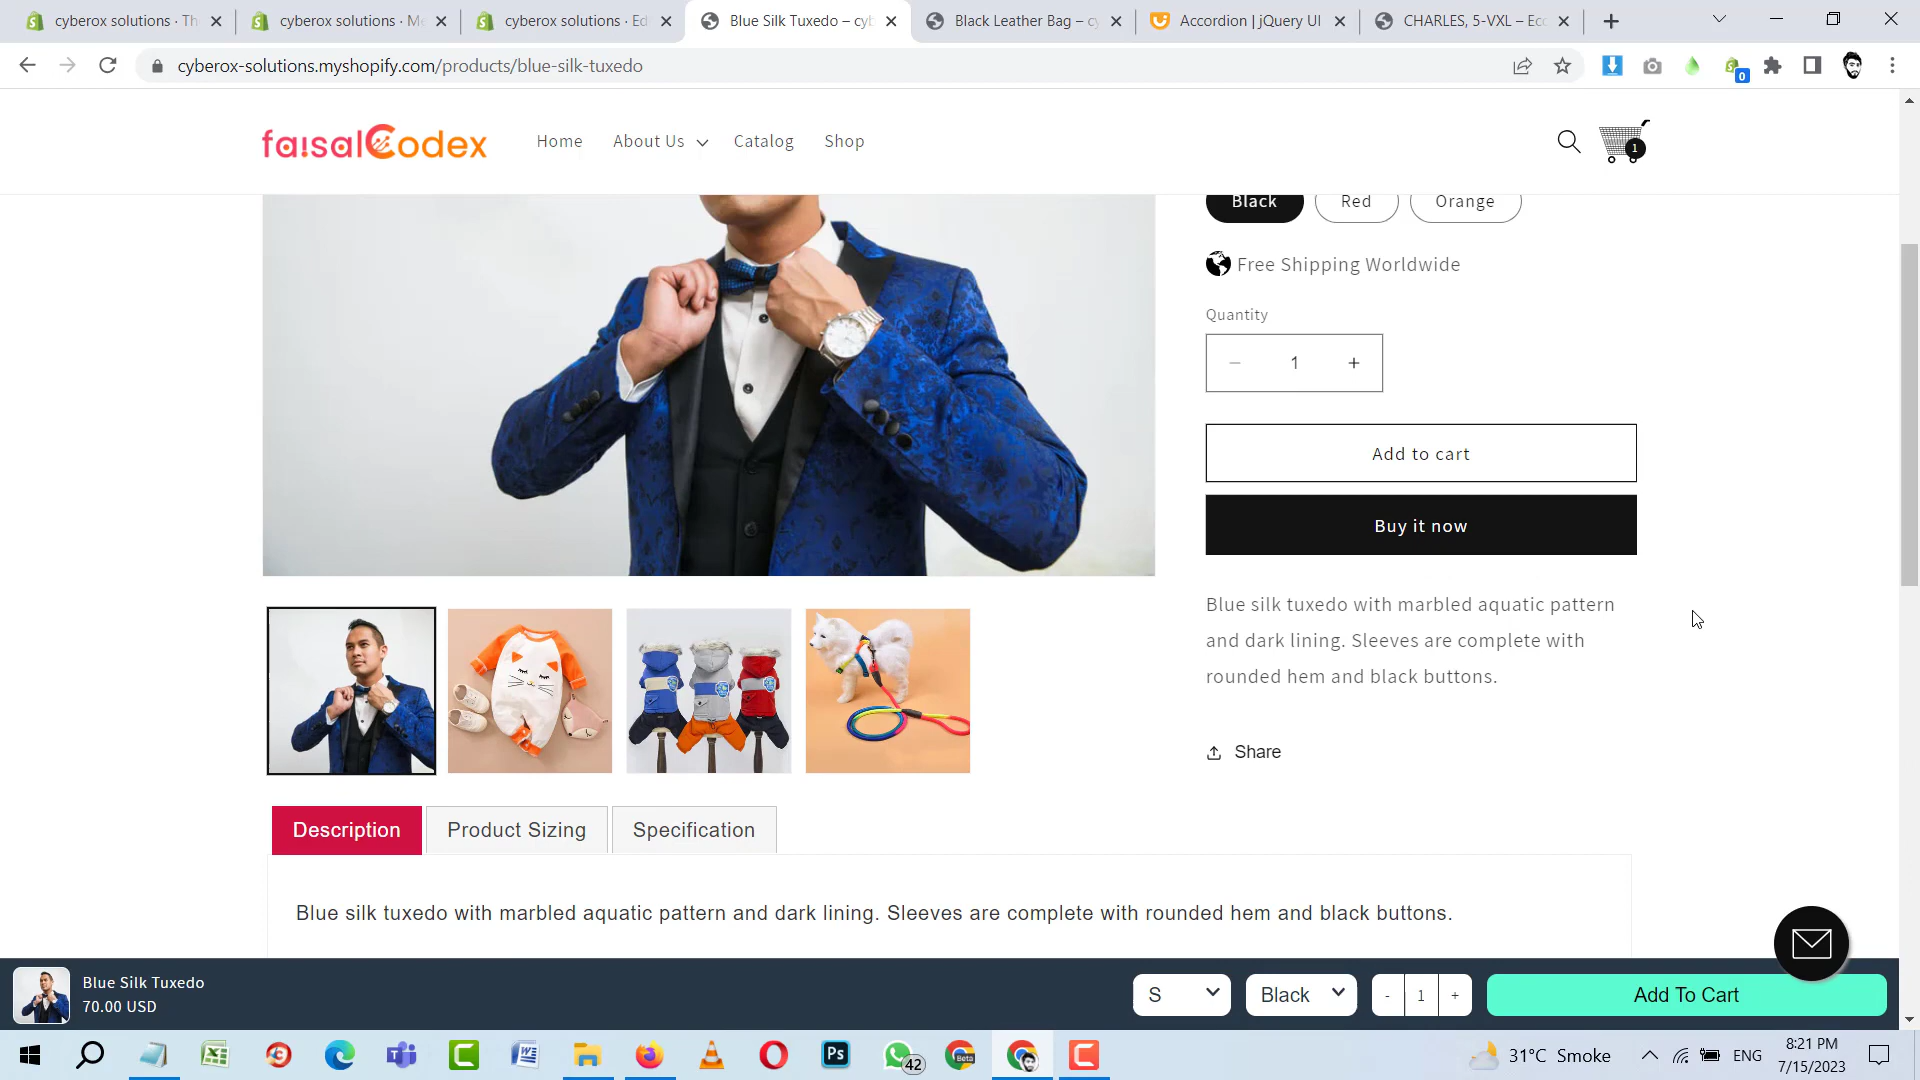 cyberox solutions · Th
cyberox solutions · Me
cyberox solutions · Ed
Blue Silk Tuxedo – cyb
Black Leather Bag – cy
Accordion | jQuery UI
CHARLES, 5-VXL – Eco
cyberox-solutions.myshopify.com/products/blue-silk-tuxedo
0
faisalCodex
Home
About Us
Catalog
Shop
1
Black
Red
Orange
Free Shipping Worldwide
Quantity
1
Add to cart
Buy it now
Blue silk tuxedo with marbled aquatic pattern
and dark lining. Sleeves are complete with
rounded hem and black buttons.
Share
Description
Product Sizing
Specification
Blue silk tuxedo with marbled aquatic pattern and dark lining. Sleeves are complete with rounded hem and black buttons.
Blue Silk Tuxedo
70.00 USD
S
Black
- 1 +
Add To Cart
Ps
42
Beta
31°C Smoke
ENG
8:21 PM
7/15/2023